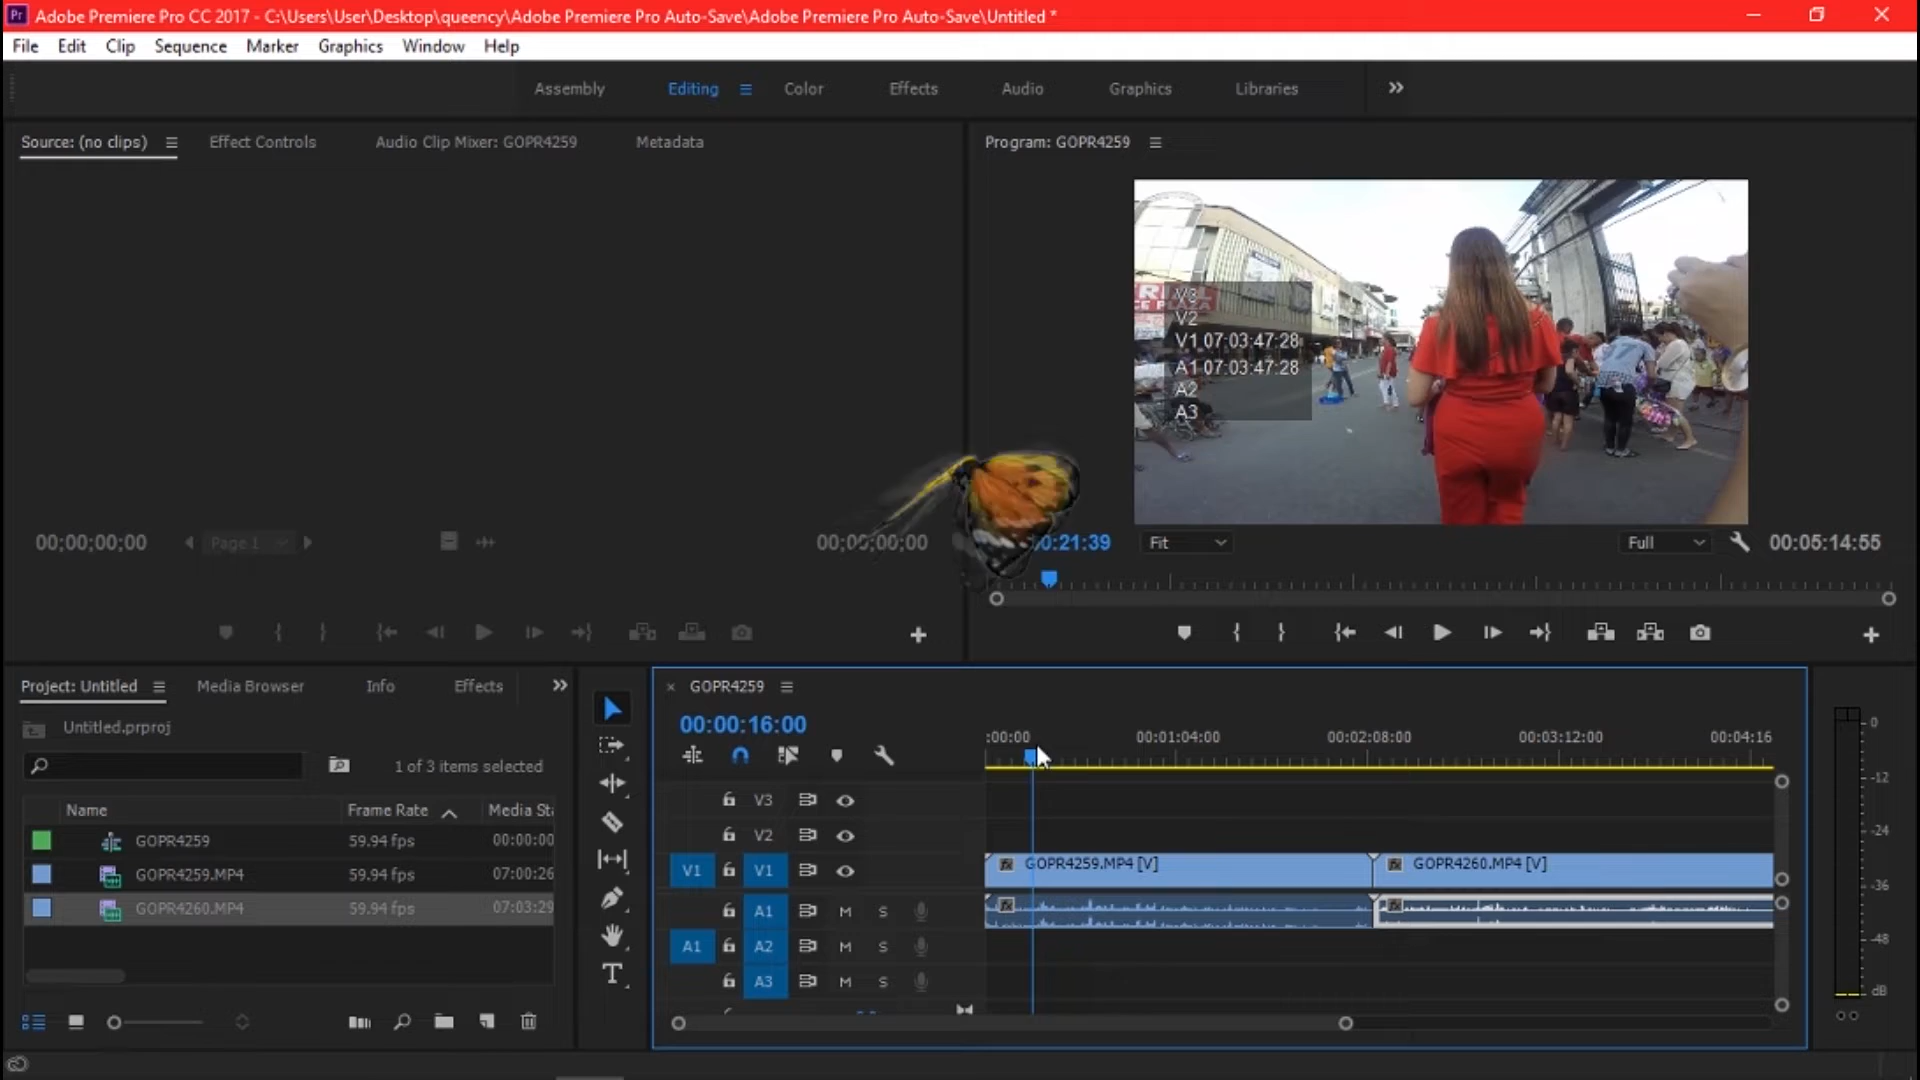 Adobe Premiere Pro CC 2017 - C:\Users\User\Desktop\queency\Adobe Premiere Pro Auto-Save\Adobe Premiere Pro Auto-Save\Untitled *
File Edit Clip Sequence Marker Graphics Window Help
Assembly Editing Color Effects Audio Graphics Libraries
Source: (no clips) Effect Controls Audio Clip Mixer: GOPR4259 Metadata
Program: GOPR4259
V3
V2
V1 07:03:47:28
A1 07:03:47:28
A2
A3
00;00;00;00 Page 1 00;00;00;00
0:21:39 Fit Full 00:05:14:55
Project: Untitled Media Browser Info Effects
Untitled.prproj
1 of 3 items selected
Name Frame Rate Media Sta
GOPR4259 59.94 fps 00:00:00
GOPR4259.MP4 59.94 fps 07:00:26
GOPR4260.MP4 59.94 fps 07:03:29
GOPR4259
00:00:16:00
:00:00 00:01:04:00 00:02:08:00 00:03:12:00 00:04:16
V3
V2
V1 V1 GOPR4259.MP4 [V] GOPR4260.MP4 [V]
A1 M S
A1 A2 M S
A3 M S
0
-12
-24
-36
-48
dB